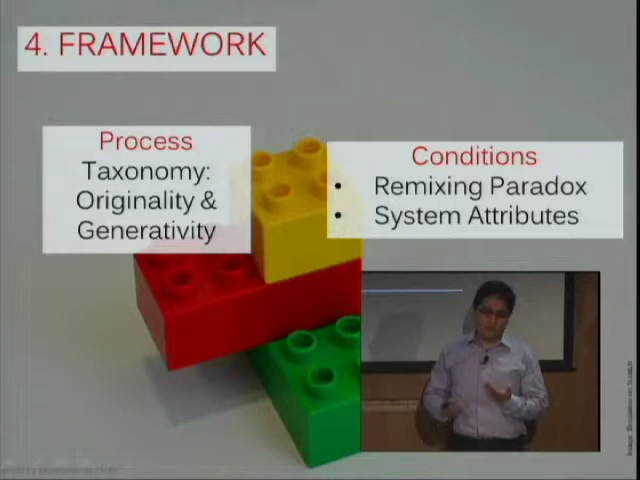 4. FRAMEWORK
Process
Taxonomy:
Originality &
Generativity
Conditions
• Remixing Paradox
• System Attributes